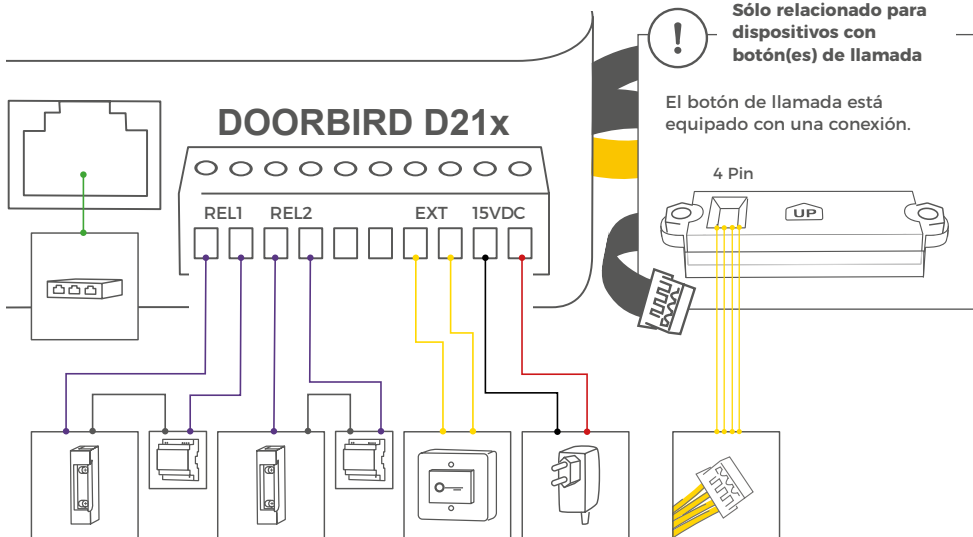 Sólo relacionado para
dispositivos con
botón(es) de llamada
!
El botón de llamada está
equipado con una conexión.
4 Pin
UP
DOORBIRD D21x
REL1 REL2 EXT 15VDC